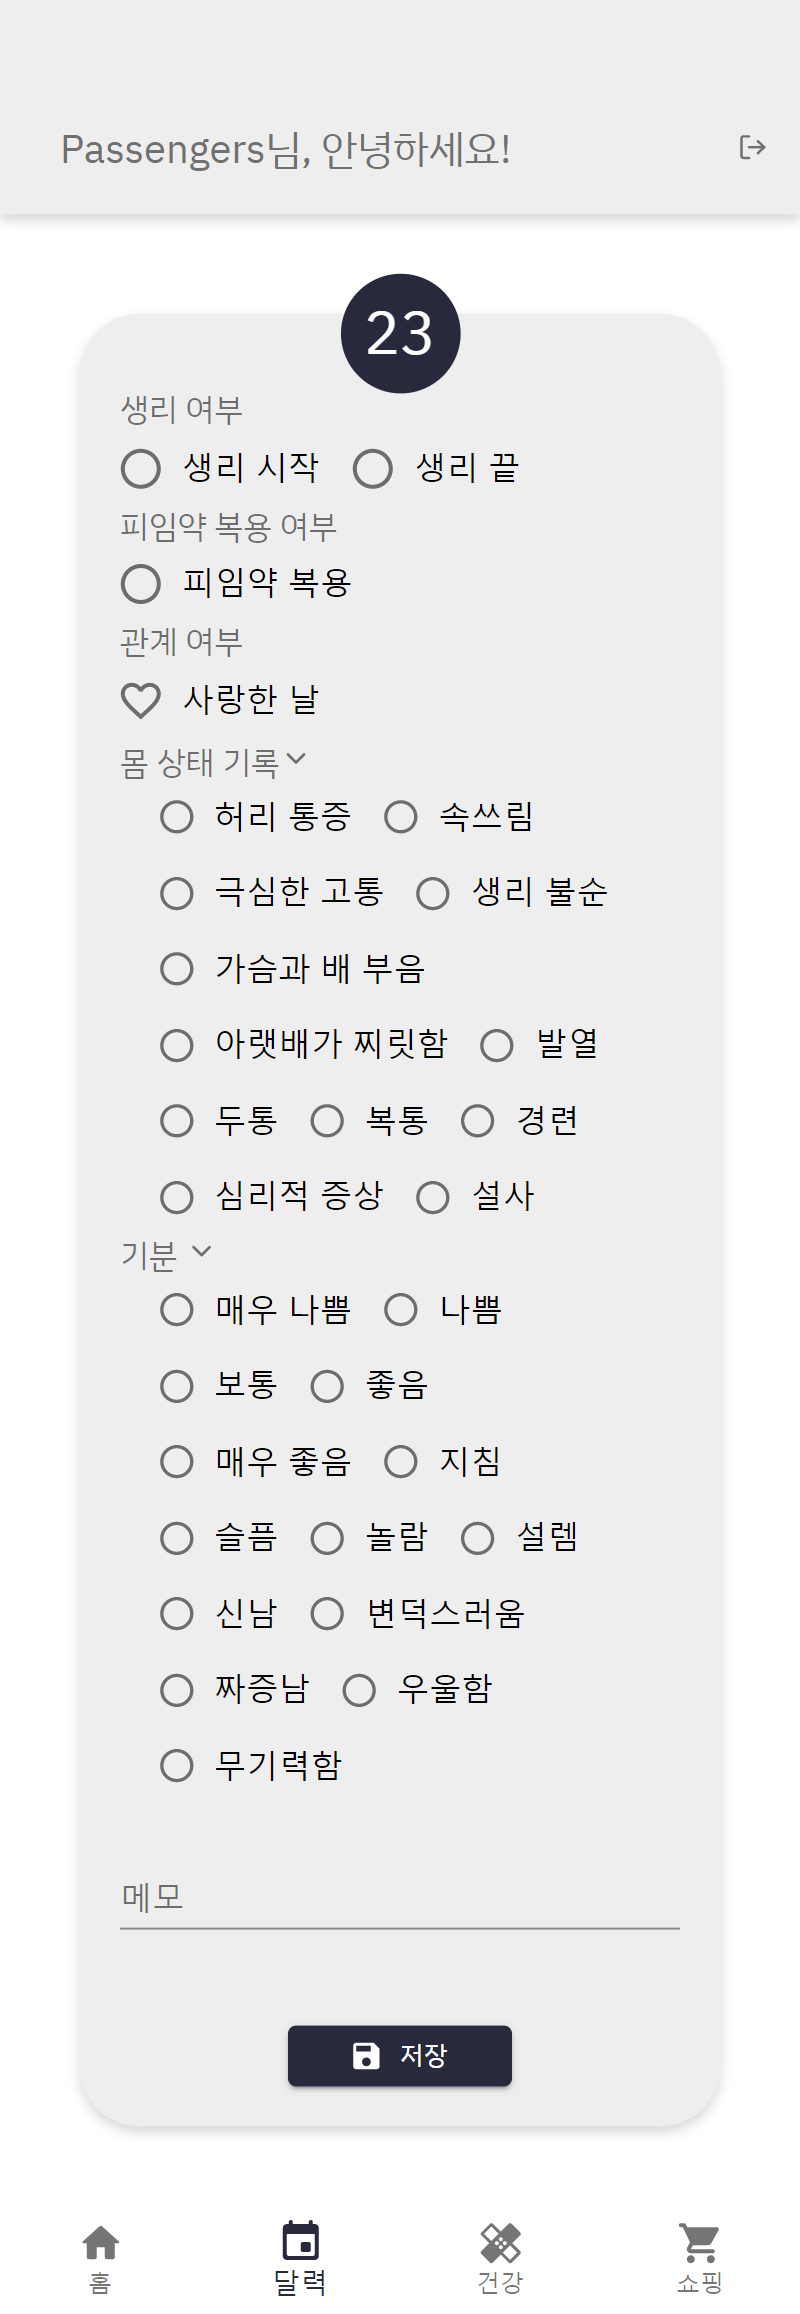 Passengers님, 안녕하세요!
23
생리 여부
생리 시작 생리 끝
피임약 복용 여부
피임약 복용
관계 여부
사랑한 날
몸 상태 기록
허리 통증 속쓰림
극심한 고통 생리 불순
가슴과 배 부음
아랫배가 찌릿함 발열
두통 복통 경련
심리적 증상 설사
기분
매우 나쁨 나쁨
보통 좋음
매우 좋음 지침
슬픔 놀람 설렘
신남 변덕스러움
짜증남 우울함
무기력함
메모
저장
홈 달력 건강 쇼핑